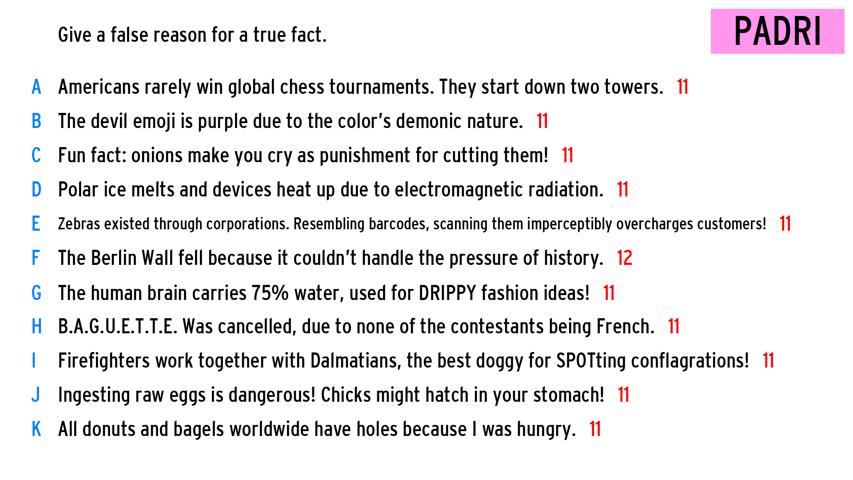 Give a false reason for a true fact.
PADRI
A Americans rarely win global chess tournaments. They start down two towers. 11
B The devil emoji is purple due to the color's demonic nature. 11
C Fun fact: onions make you cry as punishment for cutting them! 11
D Polar ice melts and devices heat up due to electromagnetic radiation. 11
E Zebras existed through corporations. Resembling barcodes, scanning them imperceptibly overcharges customers! 11
F The Berlin Wall fell because it couldn't handle the pressure of history. 12
G The human brain carries 75% water, used for DRIPPY fashion ideas! 11
H B.A.G.U.E.T.T.E. Was cancelled, due to none of the contestants being French. 11
I Firefighters work together with Dalmatians, the best doggy for SPOTting conflagrations! 11
J Ingesting raw eggs is dangerous! Chicks might hatch in your stomach! 11
K All donuts and bagels worldwide have holes because I was hungry. 11